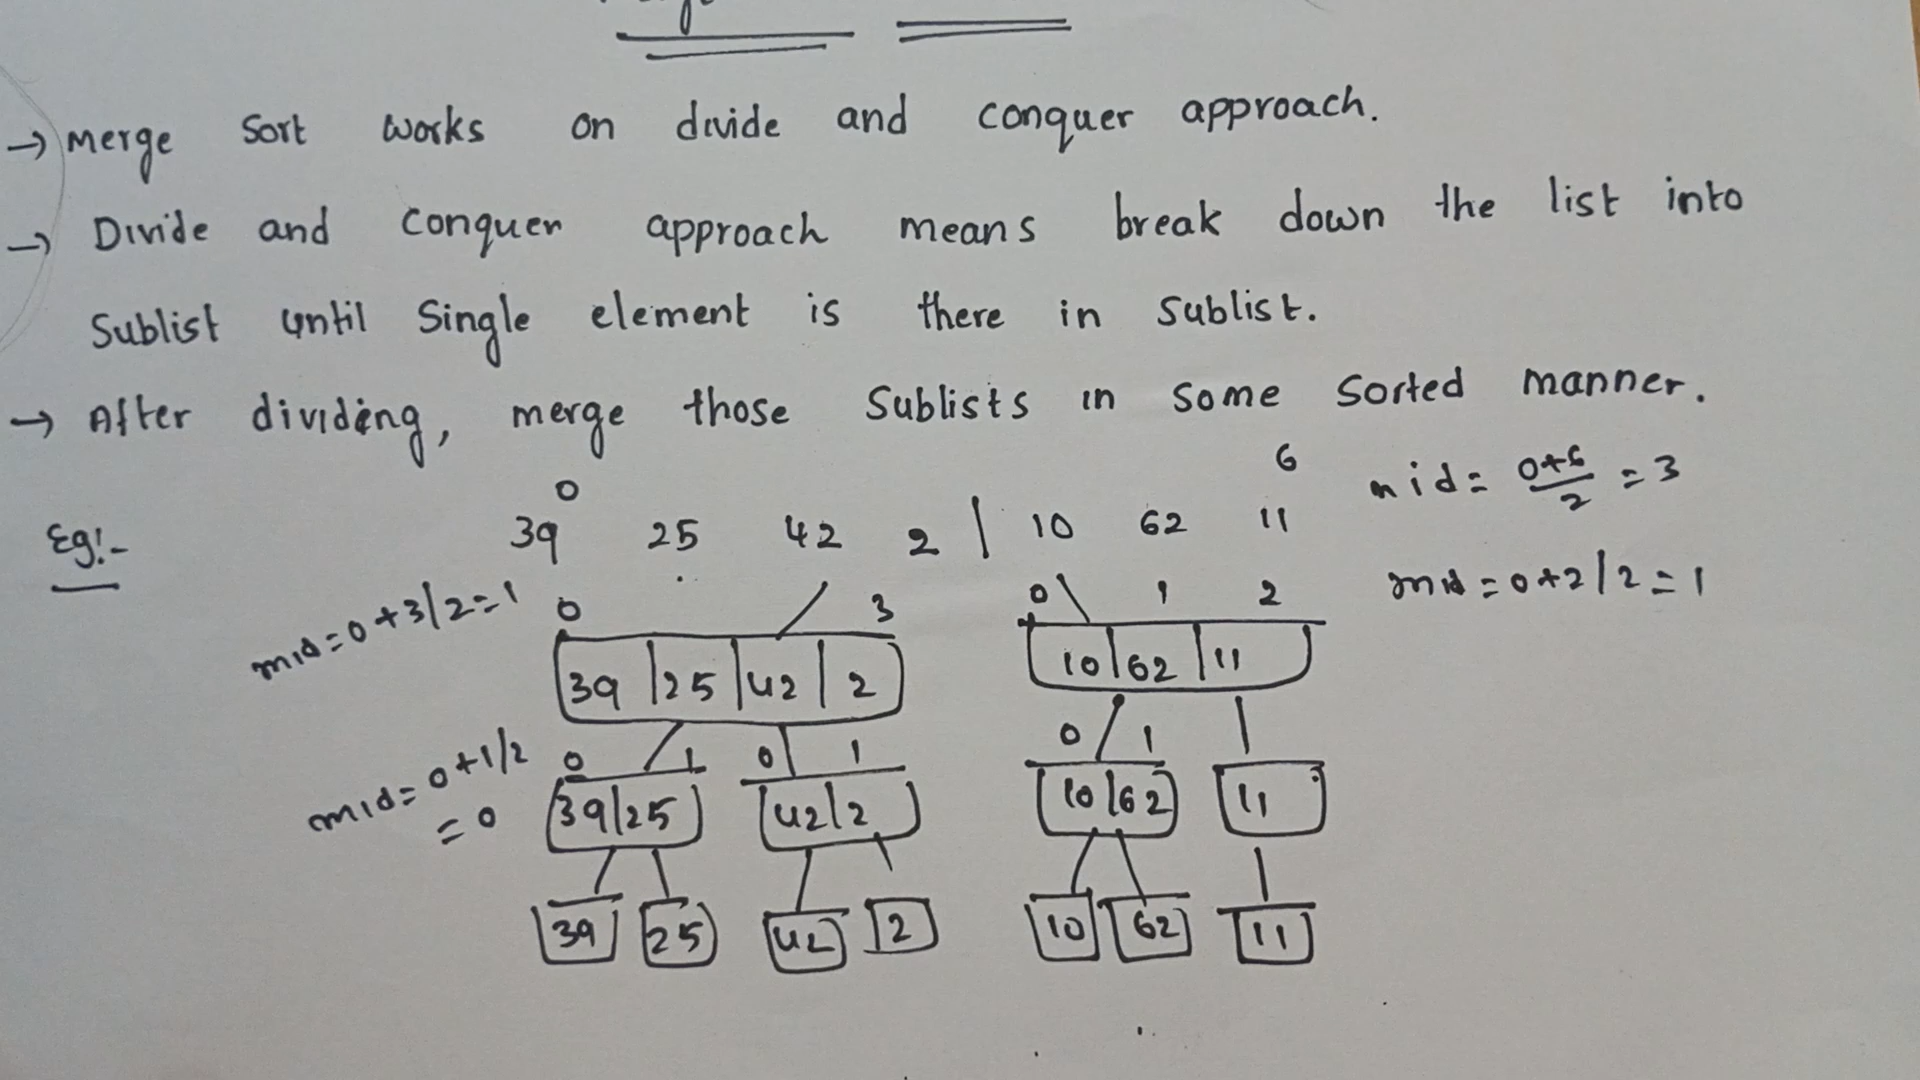 → Merge Sort works on divide and conquer approach.
→ Divide and conquer approach means break down the list into
Sublist until Single element is there in Sublist.
→ After dividing, merge those Sublists in some Sorted manner.
0 6 mid = 0+6/2 = 3
Eg:- 39 25 42 2 | 10 62 11
mid = 0+3/2=1 0 3 0 1 2 mid = 0+2/2 = 1
39 | 25 | 42 | 2 10 | 62 | 11
mid = 0+1/2 0 1 0 1 0 1
= 0 39 | 25 42 | 2 10 | 62 11
39 25 42 2 10 62 11